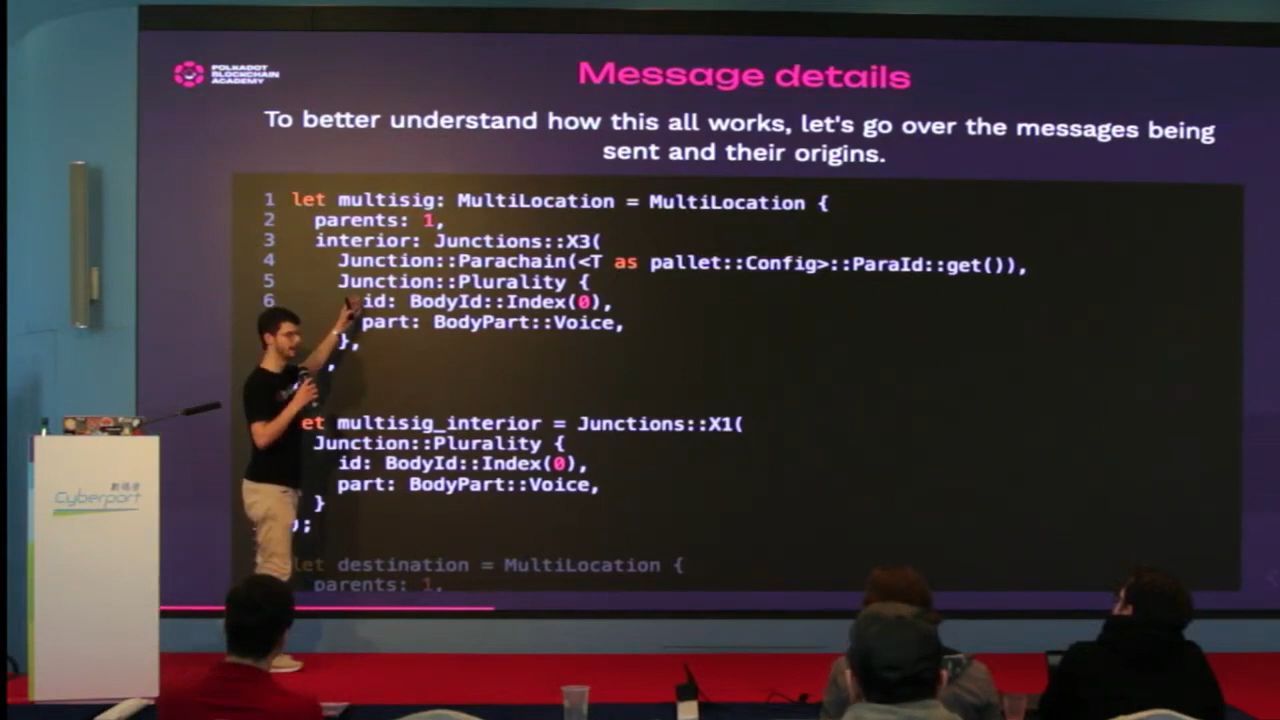 POLKADOT
BLOCKCHAIN
ACADEMY
Message details
To better understand how this all works, let's go over the messages being
sent and their origins.
1 let multisig: MultiLocation = MultiLocation {
2 parents: 1,
3 interior: Junctions::X3(
4 Junction::Parachain(<T as pallet::Config>::ParaId::get()),
5 Junction::Plurality {
6 id: BodyId::Index(0),
part: BodyPart::Voice,
},
,
et multisig_interior = Junctions::X1(
Junction::Plurality {
id: BodyId::Index(0),
part: BodyPart::Voice,
}
);
let destination = MultiLocation {
parents: 1,
數碼港
Cyberport